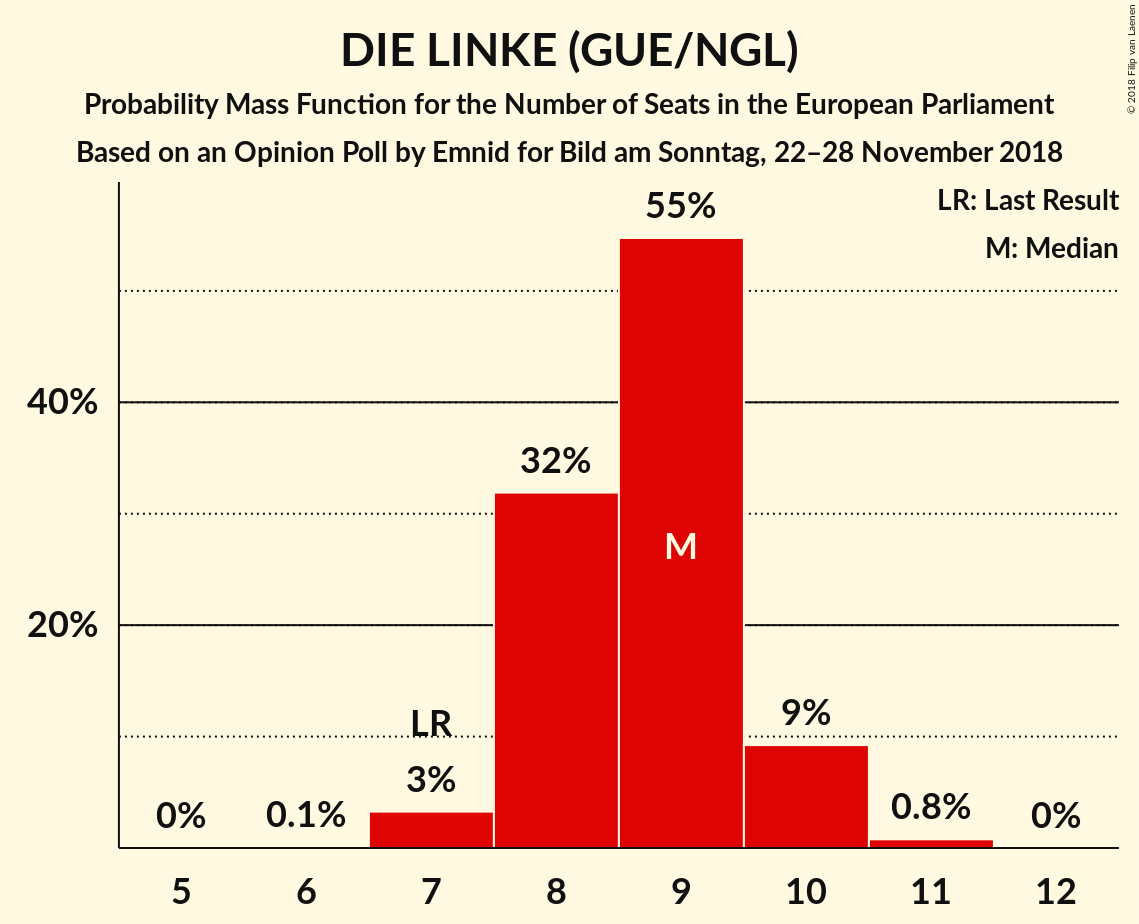 DIE LINKE (GUE/NGL)
Probability Mass Function for the Number of Seats in the European Parliament
Based on an Opinion Poll by Emnid for Bild am Sonntag, 22–28 November 2018
© 2018 Filip van Laenen
LR: Last Result
M: Median
55%
40%
32%
M
20%
LR
9%
3%
0%
0.1%
0.8%
0%
5
6
7
8
9
10
11
12